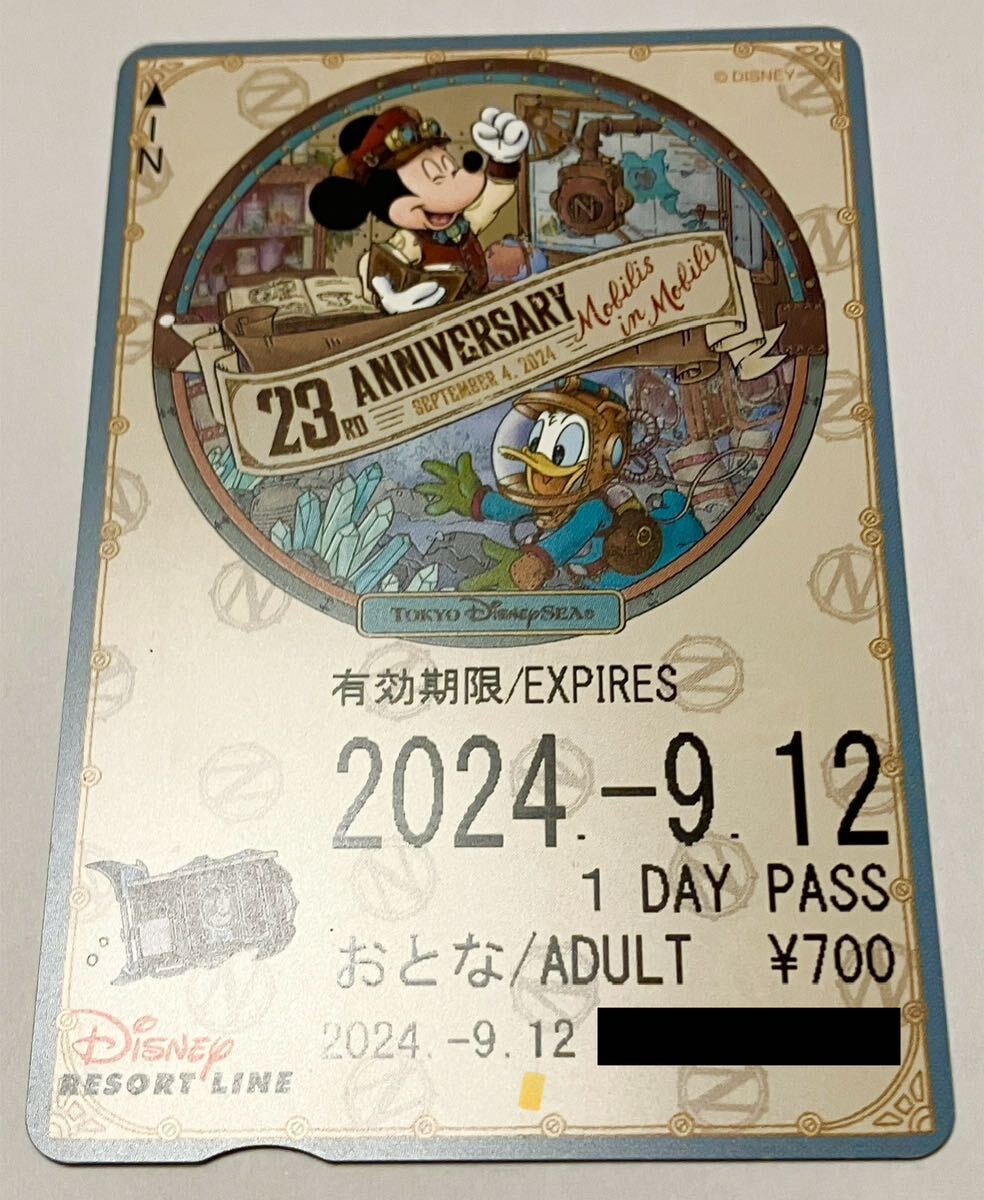 © DISNEY
N
N
23RD ANNIVERSARY
SEPTEMBER 4, 2024
Mobilis
in Mobili
TOKYO DISNEYSEA®
有効期限/EXPIRES
2024.-9.12
1 DAY PASS
おとな/ADULT ¥700
2024.-9.12
DISNEY
RESORT LINE